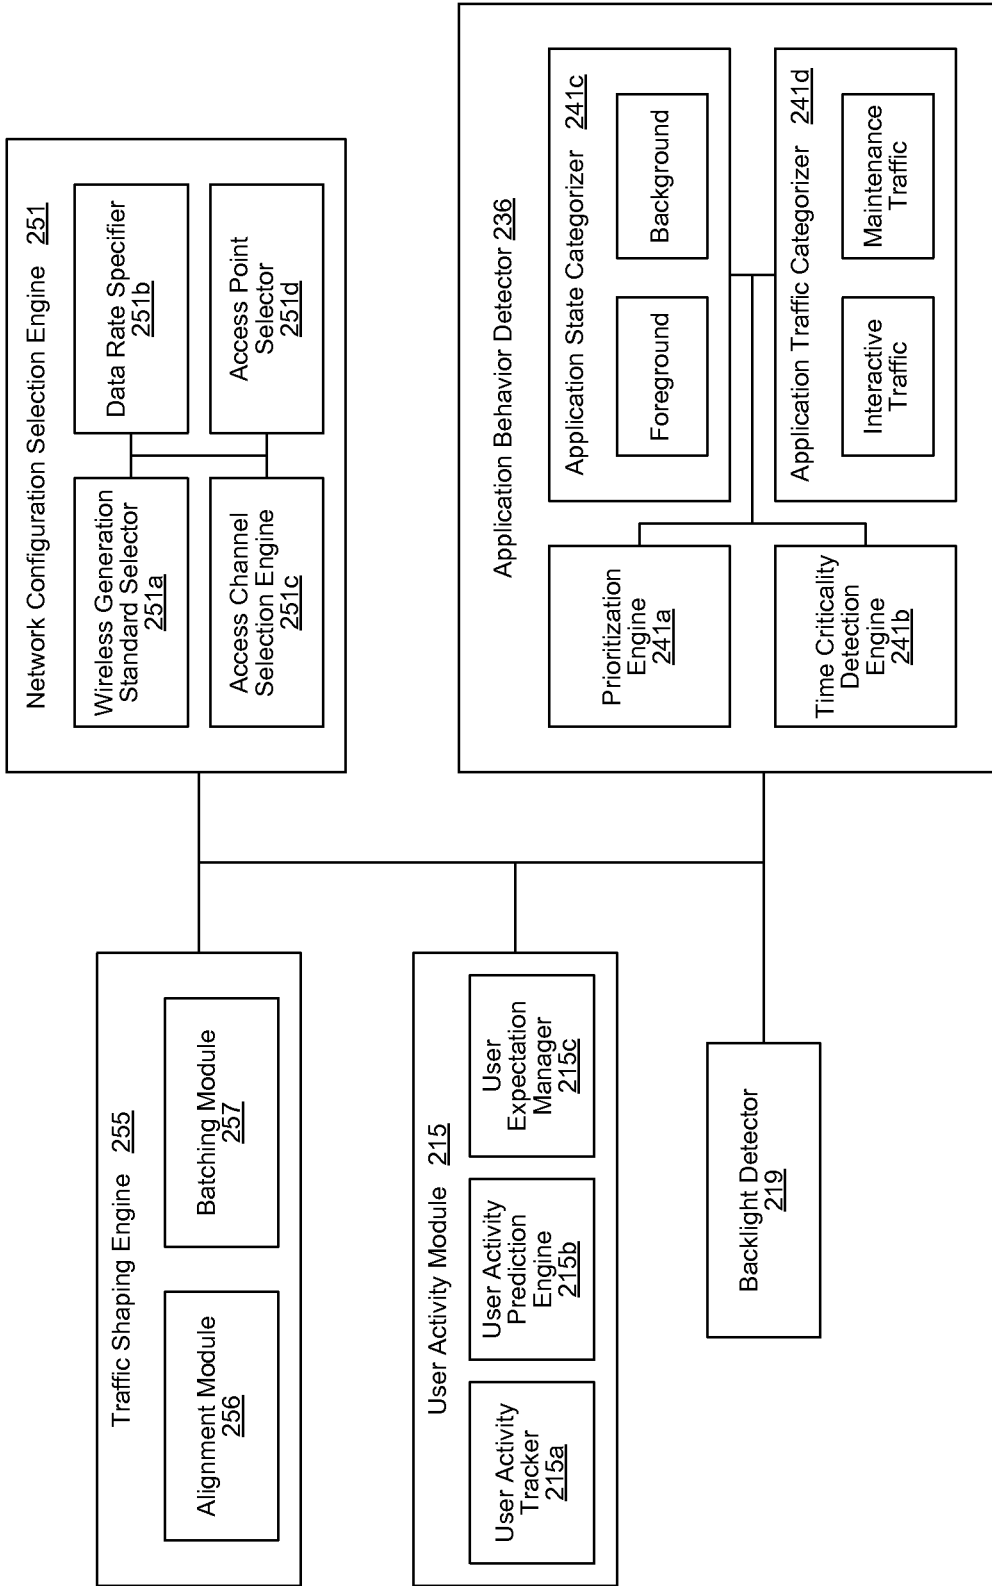 Traffic Shaping Engine 255
Alignment Module
256
Batching Module
257
Network Configuration Selection Engine 251
Wireless Generation
Standard Selector
251a
Data Rate Specifier
251b
Access Channel
Selection Engine
251c
Access Point
Selector
251d
User Activity Module 215
User Activity
Tracker
215a
User Activity
Prediction
Engine
215b
User
Expectation
Manager
215c
Application Behavior Detector 236
Prioritization
Engine
241a
Application State Categorizer 241c
Foreground
Background
Time Criticality
Detection
Engine
241b
Application Traffic Categorizer 241d
Interactive
Traffic
Maintenance
Traffic
Backlight Detector
219